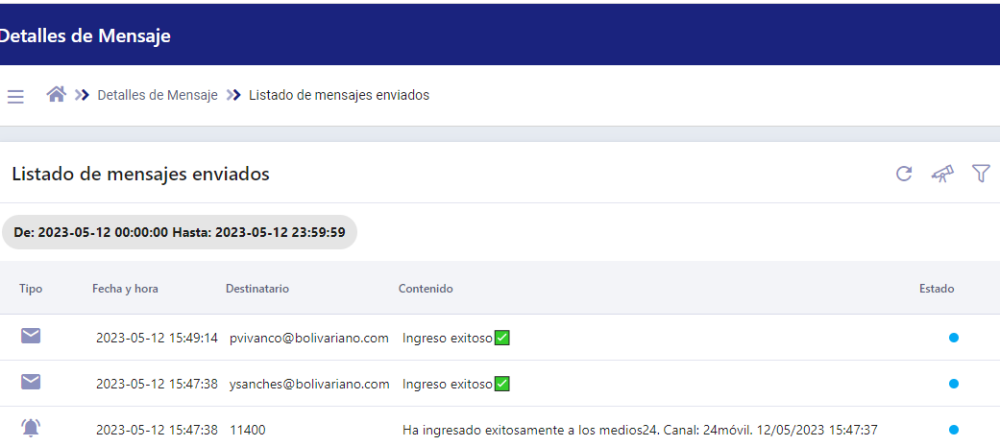 Detalles de Mensaje
Detalles de Mensaje Listado de mensajes enviados
Listado de mensajes enviados
De: 2023-05-12 00:00:00 Hasta: 2023-05-12 23:59:59
Tipo Fecha y hora Destinatario Contenido Estado
2023-05-12 15:49:14 pvivanco@bolivariano.com Ingreso exitoso✅
2023-05-12 15:47:38 ysanches@bolivariano.com Ingreso exitoso✅
2023-05-12 15:47:38 11400 Ha ingresado exitosamente a los medios24. Canal: 24móvil. 12/05/2023 15:47:37